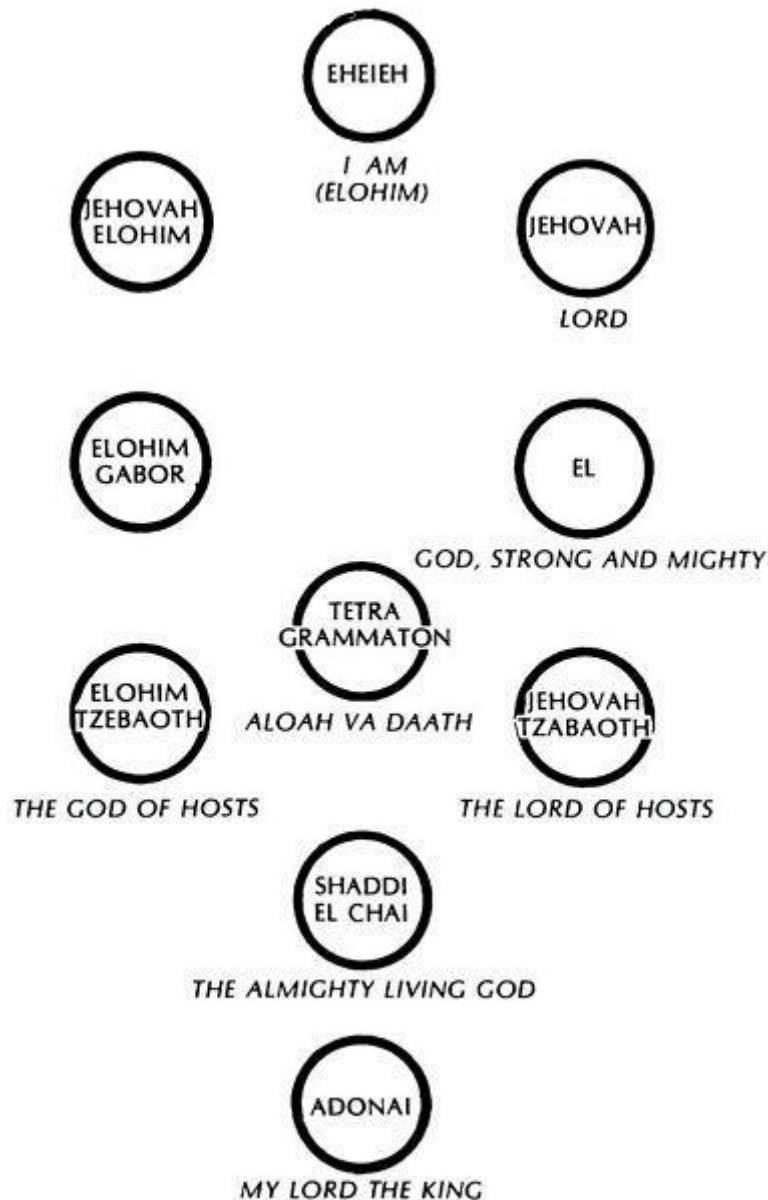 EHEIEH
I AM
(ELOHIM)
JEHOVAH
ELOHIM
JEHOVAH
LORD
ELOHIM
GABOR
EL
GOD, STRONG AND MIGHTY
TETRA
GRAMMATON
ALOAH VA DAATH
ELOHIM
TZEBAOTH
THE GOD OF HOSTS
JEHOVAH
TZABAOTH
THE LORD OF HOSTS
SHADDI
EL CHAI
THE ALMIGHTY LIVING GOD
ADONAI
MY LORD THE KING